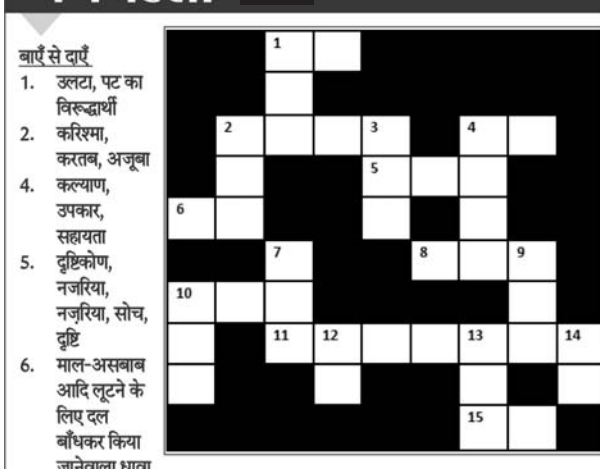 बाएँ से दाएँ
1. उलटा, पट का
विरूद्धार्थी
2. करिश्मा,
करतब, अजूबा
4. कल्याण,
उपकार,
सहायता
5. दृष्टिकोण,
नजरिया,
नज़रिया, सोच,
दृष्टि
6. माल-असबाब
आदि लूटने के
लिए दल
बाँधकर किया
जानेवाला धावा
1
2 3 4
5
6
7 8 9
10
11 12 13 14
15